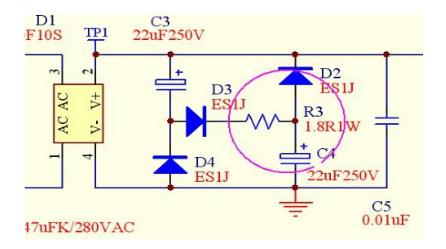 D1
F10S
TP1
C3
22uF250V
3
2
AC AC
V- V+
1
4
D3
ES1J
D2
ES1J
R3
1.8R1W
D4
ES1J
C4
22uF250V
C5
0.01uF
47uFK/280VAC